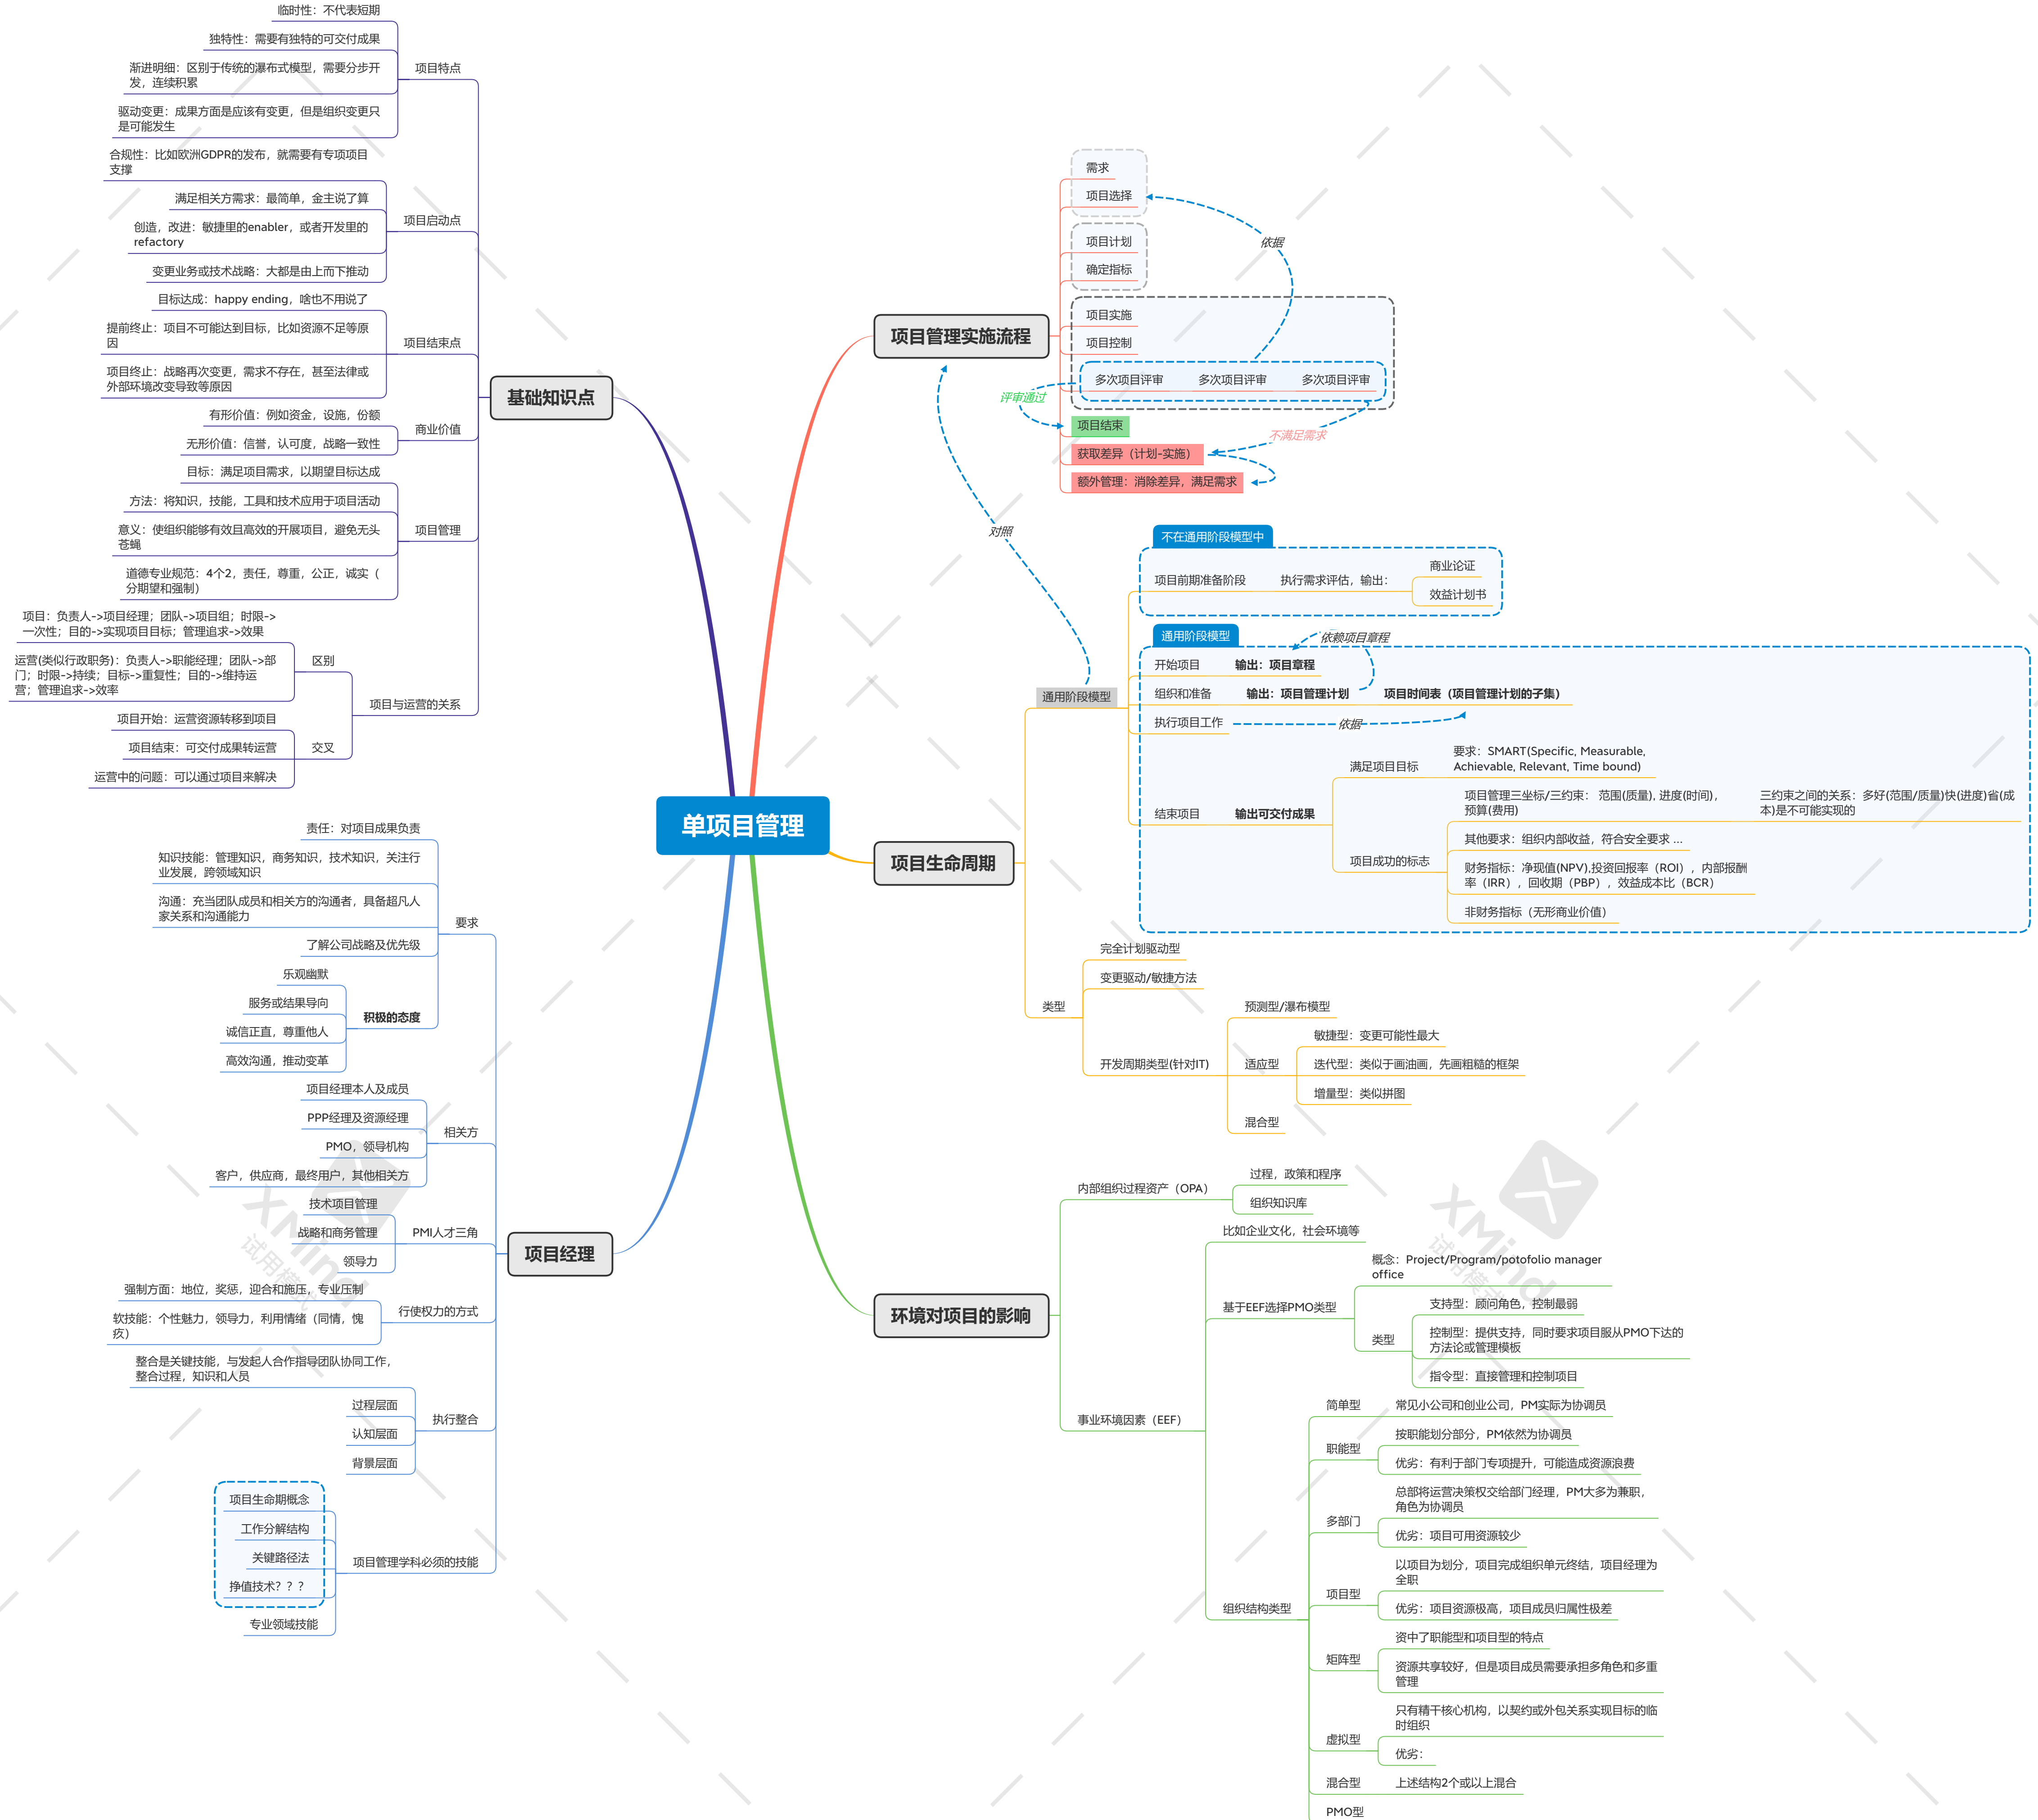 单项目管理
基础知识点
项目特点
临时性：不代表短期
独特性：需要有独特的可交付成果
渐进明细：区别于传统的瀑布式模型，需要分步开
发，连续积累
驱动变更：成果方面是应该有变更，但是组织变更只
是可能发生
项目启动点
合规性：比如欧洲GDPR的发布，就需要有专项项目
支撑
满足相关方需求：最简单，金主说了算
创造，改进：敏捷里的enabler，或者开发里的
refactory
变更业务或技术战略：大都是由上而下推动
项目结束点
目标达成：happy ending，啥也不用说了
提前终止：项目不可能达到目标，比如资源不足等原
因
项目终止：战略再次变更，需求不存在，甚至法律或
外部环境改变导致等原因
商业价值
有形价值：例如资金，设施，份额
无形价值：信誉，认可度，战略一致性
项目管理
目标：满足项目需求，以期望目标达成
方法：将知识，技能，工具和技术应用于项目活动
意义：使组织能够有效且高效的开展项目，避免无头
苍蝇
道德专业规范：4个2，责任，尊重，公正，诚实（
分期望和强制）
项目与运营的关系
区别
项目：负责人->项目经理；团队->项目组；时限->
一次性；目的->实现项目目标；管理追求->效果
运营(类似行政职务)：负责人->职能经理；团队->部
门；时限->持续；目标->重复性；目的->维持运
营；管理追求->效率
交叉
项目开始：运营资源转移到项目
项目结束：可交付成果转运营
运营中的问题：可以通过项目来解决
项目经理
要求
责任：对项目成果负责
知识技能：管理知识，商务知识，技术知识，关注行
业发展，跨领域知识
沟通：充当团队成员和相关方的沟通者，具备超凡人
家关系和沟通能力
了解公司战略及优先级
积极的态度
乐观幽默
服务或结果导向
诚信正直，尊重他人
高效沟通，推动变革
相关方
项目经理本人及成员
PPP经理及资源经理
PMO，领导机构
客户，供应商，最终用户，其他相关方
PMI人才三角
技术项目管理
战略和商务管理
领导力
行使权力的方式
强制方面：地位，奖惩，迎合和施压，专业压制
软技能：个性魅力，领导力，利用情绪（同情，愧
疚）
执行整合
整合是关键技能，与发起人合作指导团队协同工作，
整合过程，知识和人员
过程层面
认知层面
背景层面
项目管理学科必须的技能
项目生命期概念
工作分解结构
关键路径法
挣值技术？？？
专业领域技能
项目管理实施流程
需求
项目选择
项目计划
确定指标
项目实施
项目控制
多次项目评审
多次项目评审
多次项目评审
项目结束
获取差异（计划-实施）
额外管理：消除差异，满足需求
依据
评审通过
不满足需求
对照
项目生命周期
通用阶段模型
不在通用阶段模型中
项目前期准备阶段
执行需求评估，输出：
商业论证
效益计划书
通用阶段模型
依赖项目章程
开始项目
输出：项目章程
组织和准备
输出：项目管理计划
项目时间表（项目管理计划的子集）
执行项目工作
依据
结束项目
输出可交付成果
满足项目目标
要求：SMART(Specific, Measurable,
Achievable, Relevant, Time bound)
项目成功的标志
项目管理三坐标/三约束： 范围(质量), 进度(时间)，
预算(费用)
三约束之间的关系：多好(范围/质量)快(进度)省(成
本)是不可能实现的
其他要求：组织内部收益，符合安全要求 ...
财务指标：净现值(NPV),投资回报率（ROI），内部报酬
率（IRR），回收期（PBP），效益成本比（BCR）
非财务指标（无形商业价值）
类型
完全计划驱动型
变更驱动/敏捷方法
开发周期类型(针对IT)
预测型/瀑布模型
适应型
敏捷型：变更可能性最大
迭代型：类似于画油画，先画粗糙的框架
增量型：类似拼图
混合型
环境对项目的影响
内部组织过程资产（OPA）
过程，政策和程序
组织知识库
事业环境因素（EEF）
比如企业文化，社会环境等
基于EEF选择PMO类型
概念：Project/Program/potofolio manager
office
类型
支持型：顾问角色，控制最弱
控制型：提供支持，同时要求项目服从PMO下达的
方法论或管理模板
指令型：直接管理和控制项目
组织结构类型
简单型
常见小公司和创业公司，PM实际为协调员
职能型
按职能划分部分，PM依然为协调员
优劣：有利于部门专项提升，可能造成资源浪费
多部门
总部将运营决策权交给部门经理，PM大多为兼职，
角色为协调员
优劣：项目可用资源较少
项目型
以项目为划分，项目完成组织单元终结，项目经理为
全职
优劣：项目资源极高，项目成员归属性极差
矩阵型
资中了职能型和项目型的特点
资源共享较好，但是项目成员需要承担多角色和多重
管理
虚拟型
只有精干核心机构，以契约或外包关系实现目标的临
时组织
优劣：
混合型
上述结构2个或以上混合
PMO型
XMind
试用模式
XMind
试用模式